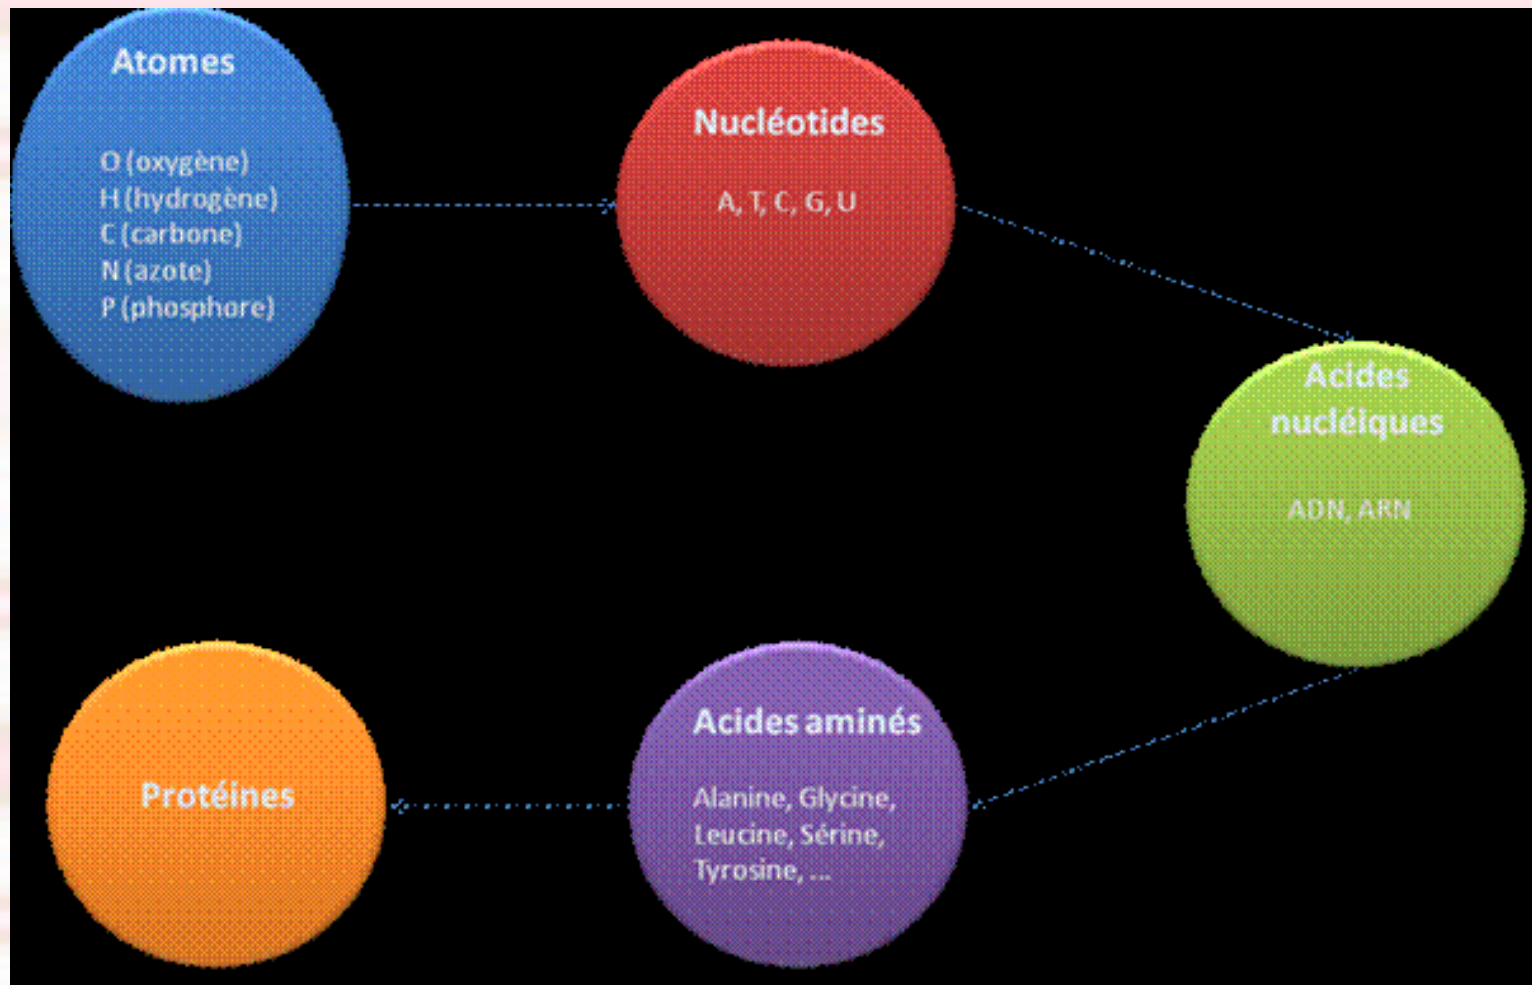 Atomes
O (oxygène)
H (hydrogène)
C (carbone)
N (azote)
P (phosphore)
Nucléotides
A, T, C, G, U
Acides
nucléiques
ADN, ARN
Acides aminés
Alanine, Glycine,
Leucine, Sérine,
Tyrosine, ...
Protéines